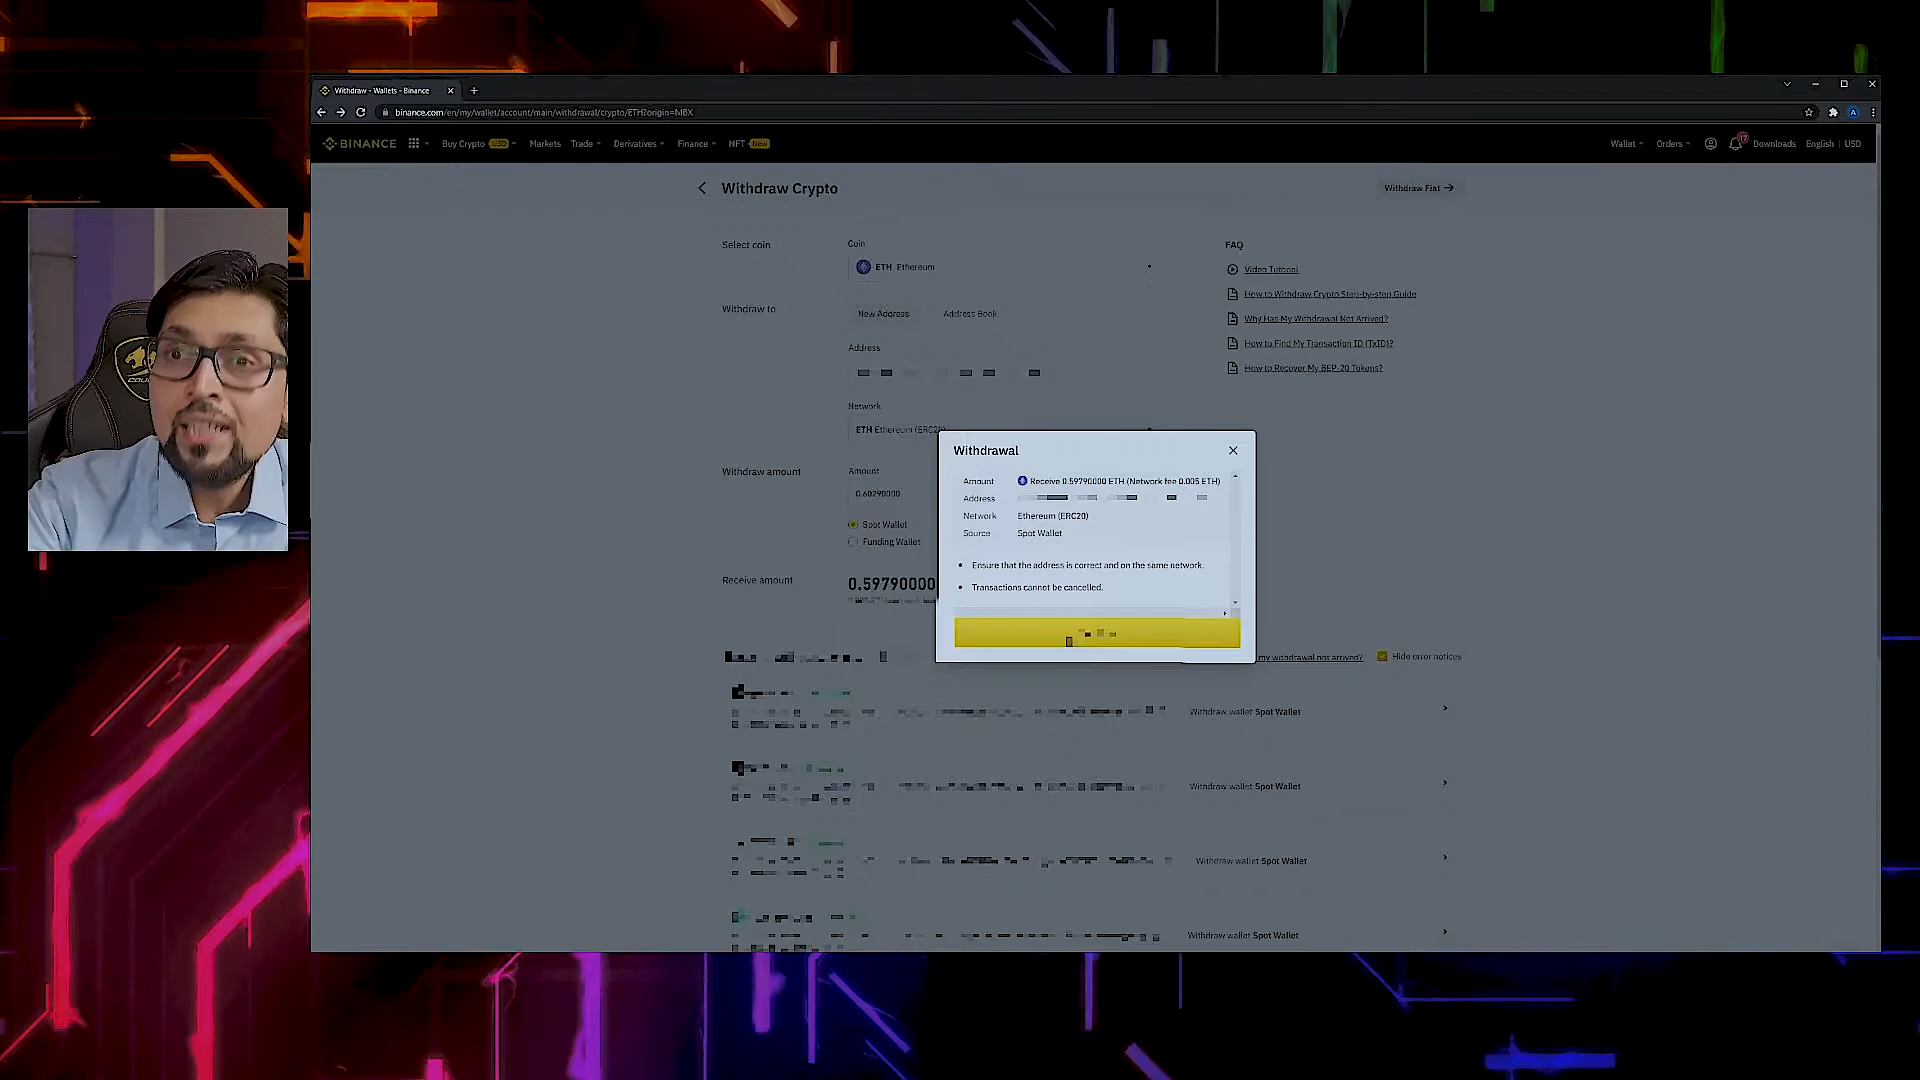 Withdraw - Wallets - Binance
binance.com/en/my/wallet/account/main/withdrawal/crypto/ETH?origin=MBX
BINANCE Buy Crypto USD Markets Trade Derivatives Finance NFT New Wallet Orders 17 Downloads English USD
Withdraw Crypto
Withdraw Fiat
Select coin
Coin
ETH Ethereum
Withdraw to
New Address Address Book
Address
Network
ETH Ethereum (ERC20)
Withdraw amount
Amount
0.60290000
Spot Wallet
Funding Wallet
Receive amount
0.59790000
FAQ
Video Tutorial
How to Withdraw Crypto Step-by-step Guide
Why Has My Withdrawal Not Arrived?
How to Find My Transaction ID (TxID)?
How to Recover My BEP-20 Tokens?
Withdrawal
Amount Receive 0.59790000 ETH (Network fee 0.005 ETH)
Address
Network Ethereum (ERC20)
Source Spot Wallet
Ensure that the address is correct and on the same network.
Transactions cannot be cancelled.
my withdrawal not arrived? Hide error notices
Withdraw wallet Spot Wallet
Withdraw wallet Spot Wallet
Withdraw wallet Spot Wallet
Withdraw wallet Spot Wallet